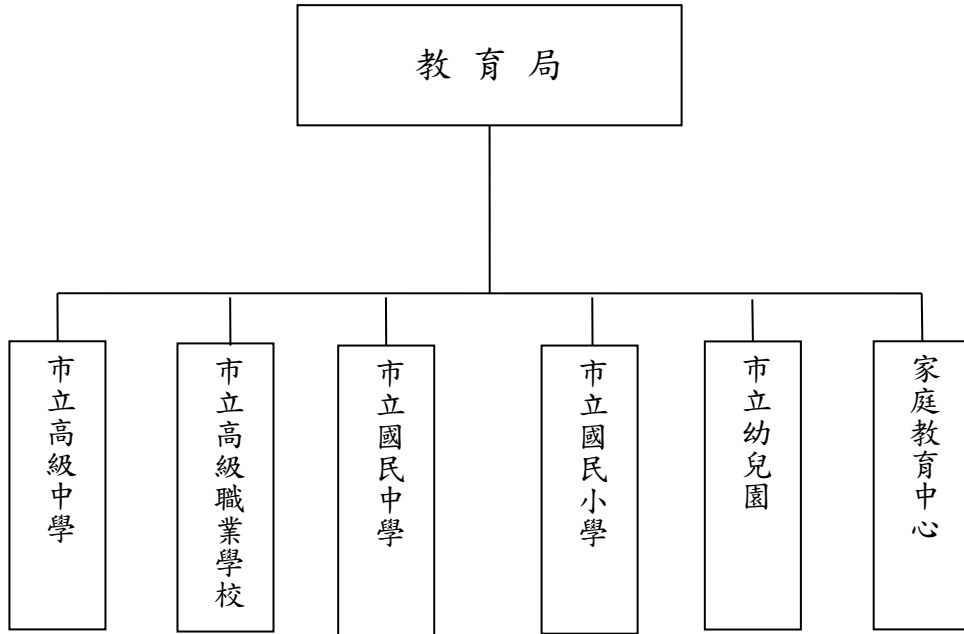 教育局
市立高級中學
市立高級職業學校
市立國民中學
市立國民小學
市立幼兒園
家庭教育中心